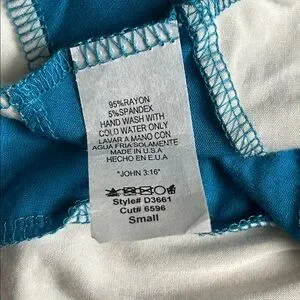 95%RAYON
5%SPANDEX
HAND WASH WITH
COLD WATER ONLY
LAVAR A MANO CON
AGUA FRIA/SOLAMENTE
MADE IN U.S.A
HECHO EN E.U.A
"JOHN 3:16"
Style# D3661
Cut# 6596
Small